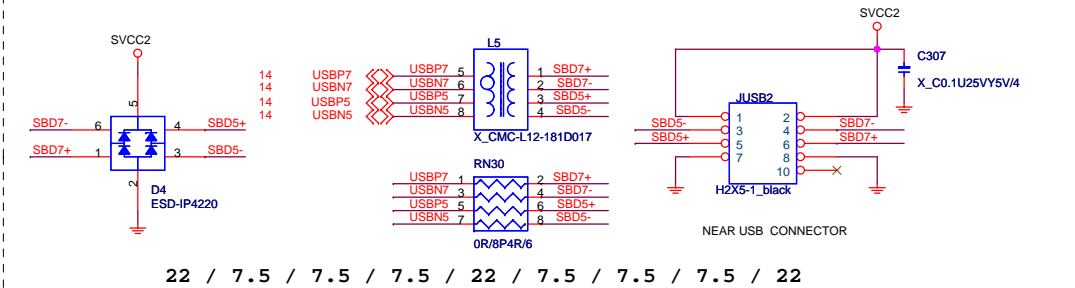 SVCC2
5
SBD7- 6 4 SBD5+
SBD7+ 1 3 SBD5-
2
D4
ESD-IP4220
L5
14 USBP7 USBP7 5 1 SBD7+
14 USBN7 USBN7 6 2 SBD7-
14 USBP5 USBP5 7 3 SBD5+
14 USBN5 USBN5 8 4 SBD5-
X_CMC-L12-181D017
RN30
USBP7 1 2 SBD7+
USBN7 3 4 SBD7-
USBP5 5 6 SBD5+
USBN5 7 8 SBD5-
0R/8P4R/6
SVCC2
C307
X_C0.1U25VY5V/4
JUSB2
1 2
SBD5- 3 4 SBD7-
SBD5+ 5 6 SBD7+
7 8
10
H2X5-1_black
NEAR USB CONNECTOR
22 / 7.5 / 7.5 / 7.5 / 22 / 7.5 / 7.5 / 7.5 / 22